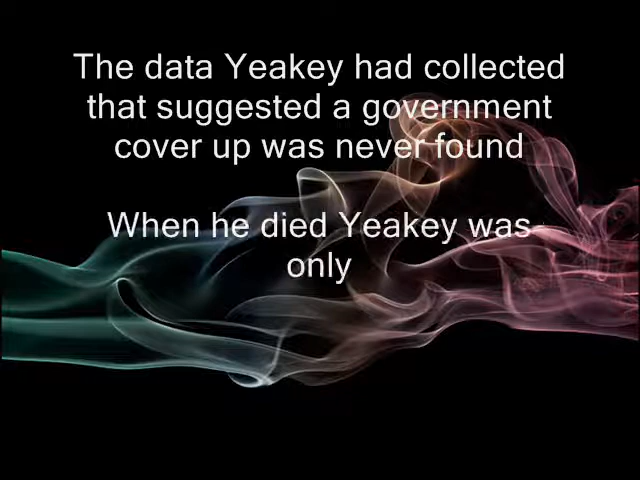 The data Yeakey had collected
that suggested a government
cover up was never found
When he died Yeakey was
only